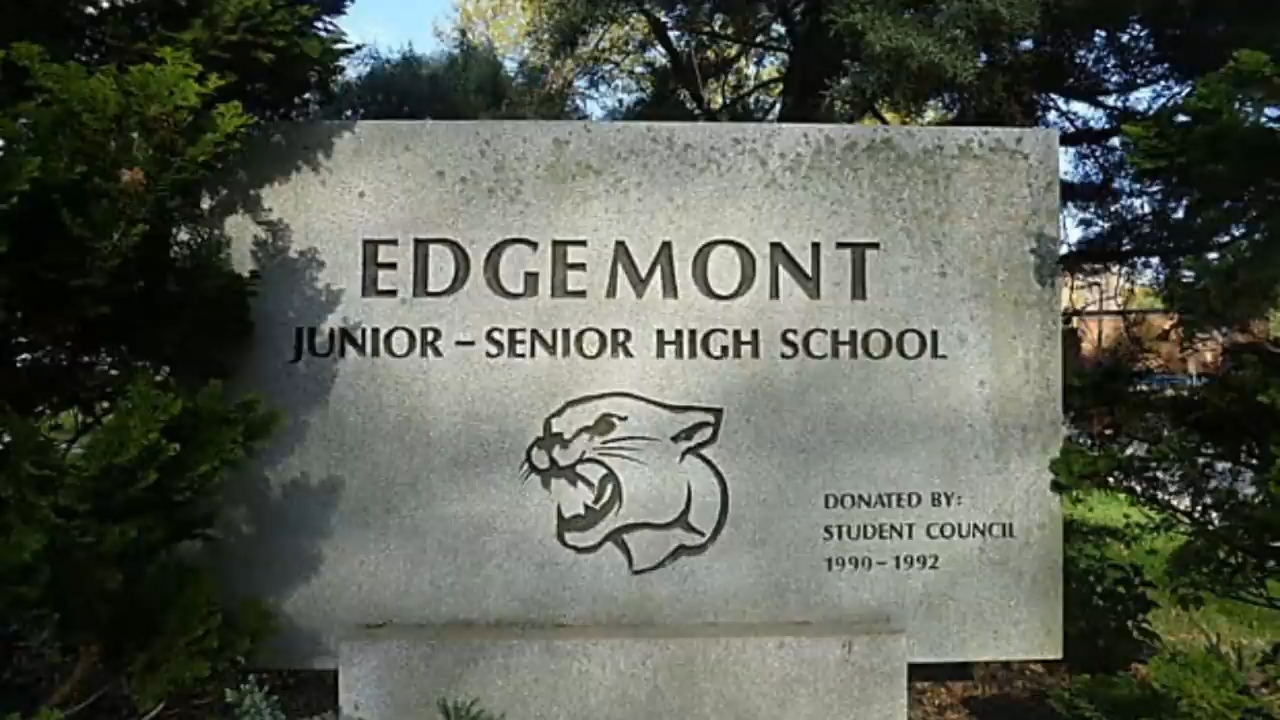 EDGEMONT
JUNIOR – SENIOR HIGH SCHOOL
DONATED BY:
STUDENT COUNCIL
1990 – 1992